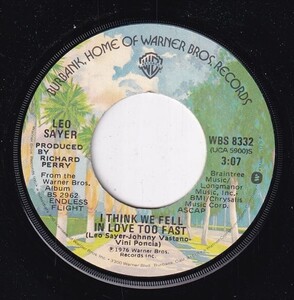 BURBANK, HOME OF WARNER BROS. RECORDS
WB
LEO
SAYER
PRODUCED
BY
RICHARD
PERRY
From the
Warner Bros.
Album
BS 2962
ENDLESS
FLIGHT
WBS 8332
(UCA 5900S)
3:07
Braintree
Music/
Longmanor
Music, Inc./
BMI/Chrysalis
Music Corp.
ASCAP
S
I THINK WE FELL
IN LOVE TOO FAST
(Leo Sayer-Johnny Vastano-
Vini Poncia)
℗ 1976 Warner Bros.
Records Inc.